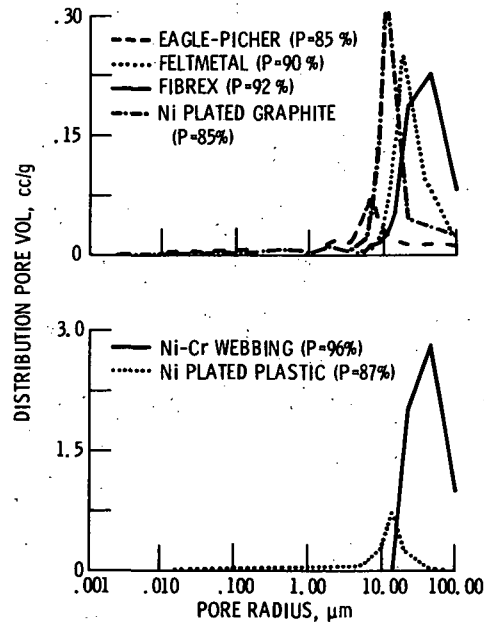 .30
EAGLE-PICHER (P=85 %)
FELTMETAL (P=90 %)
FIBREX (P=92 %)
Ni PLATED GRAPHITE
(P=85%)
.15
0
DISTRIBUTION PORE VOL, cc/g
3.0
Ni-Cr WEBBING (P=96%)
Ni PLATED PLASTIC (P=87%)
1.5
0
.001 .010 .100 1.00 10.00 100.00
PORE RADIUS, μm